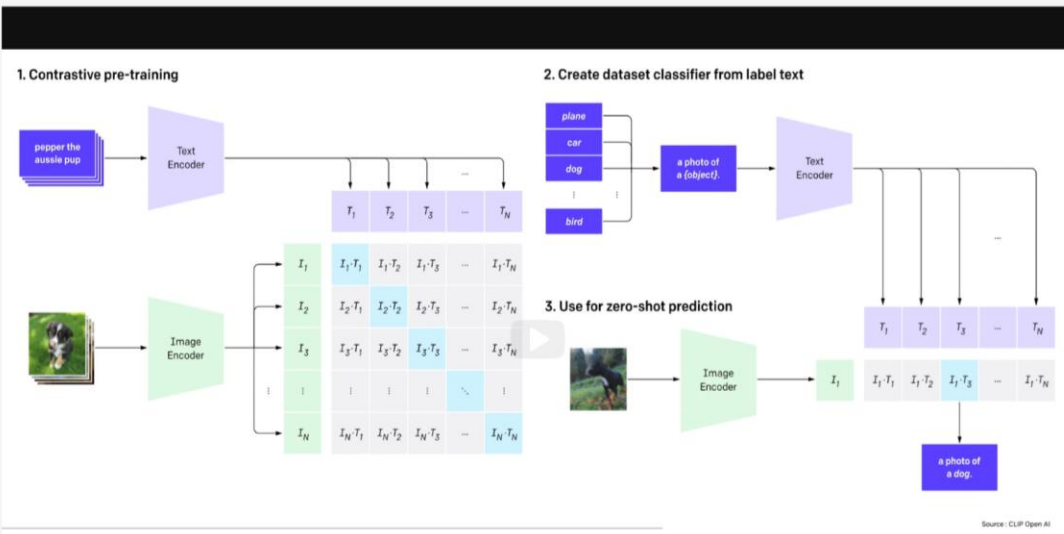 1. Contrastive pre-training
pepper the
aussie pup
Text
Encoder
...
T1 T2 T3 ... TN
I1 I1·T1 I1·T2 I1·T3 ... I1·TN
I2 I2·T1 I2·T2 I2·T3 ... I2·TN
Image
Encoder
I3 I3·T1 I3·T2 I3·T3 ... I3·TN
⋮ ⋮ ⋮ ⋮ ⋮ ⋱ ⋮
IN IN·T1 IN·T2 IN·T3 ... IN·TN
2. Create dataset classifier from label text
plane
car
dog
⋮ ⋮
bird
a photo of
a {object}.
Text
Encoder
...
3. Use for zero-shot prediction
T1 T2 T3 ... TN
Image
Encoder
I1 I1·T1 I1·T2 I1·T3 ... I1·TN
a photo of
a dog.
Source : CLIP Open AI